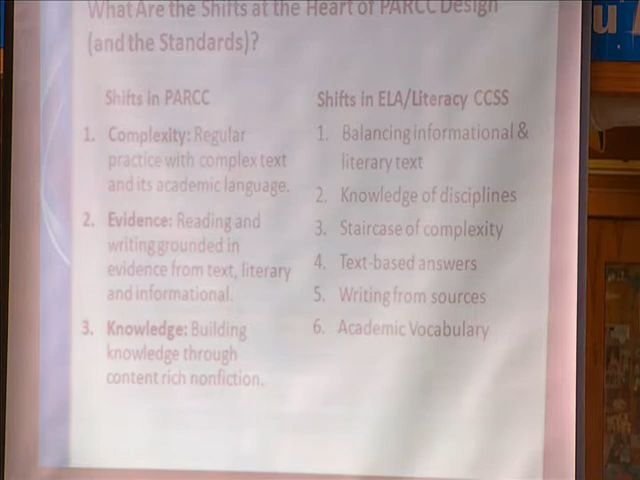 What Are the Shifts at the Heart of PARCC Design
(and the Standards)?
Shifts in PARCC
1. Complexity: Regular
practice with complex text
and its academic language.
2. Evidence: Reading and
writing grounded in
evidence from text, literary
and informational.
3. Knowledge: Building
knowledge through
content rich nonfiction.
Shifts in ELA/Literacy CCSS
1. Balancing informational &
literary text
2. Knowledge of disciplines
3. Staircase of complexity
4. Text-based answers
5. Writing from sources
6. Academic Vocabulary